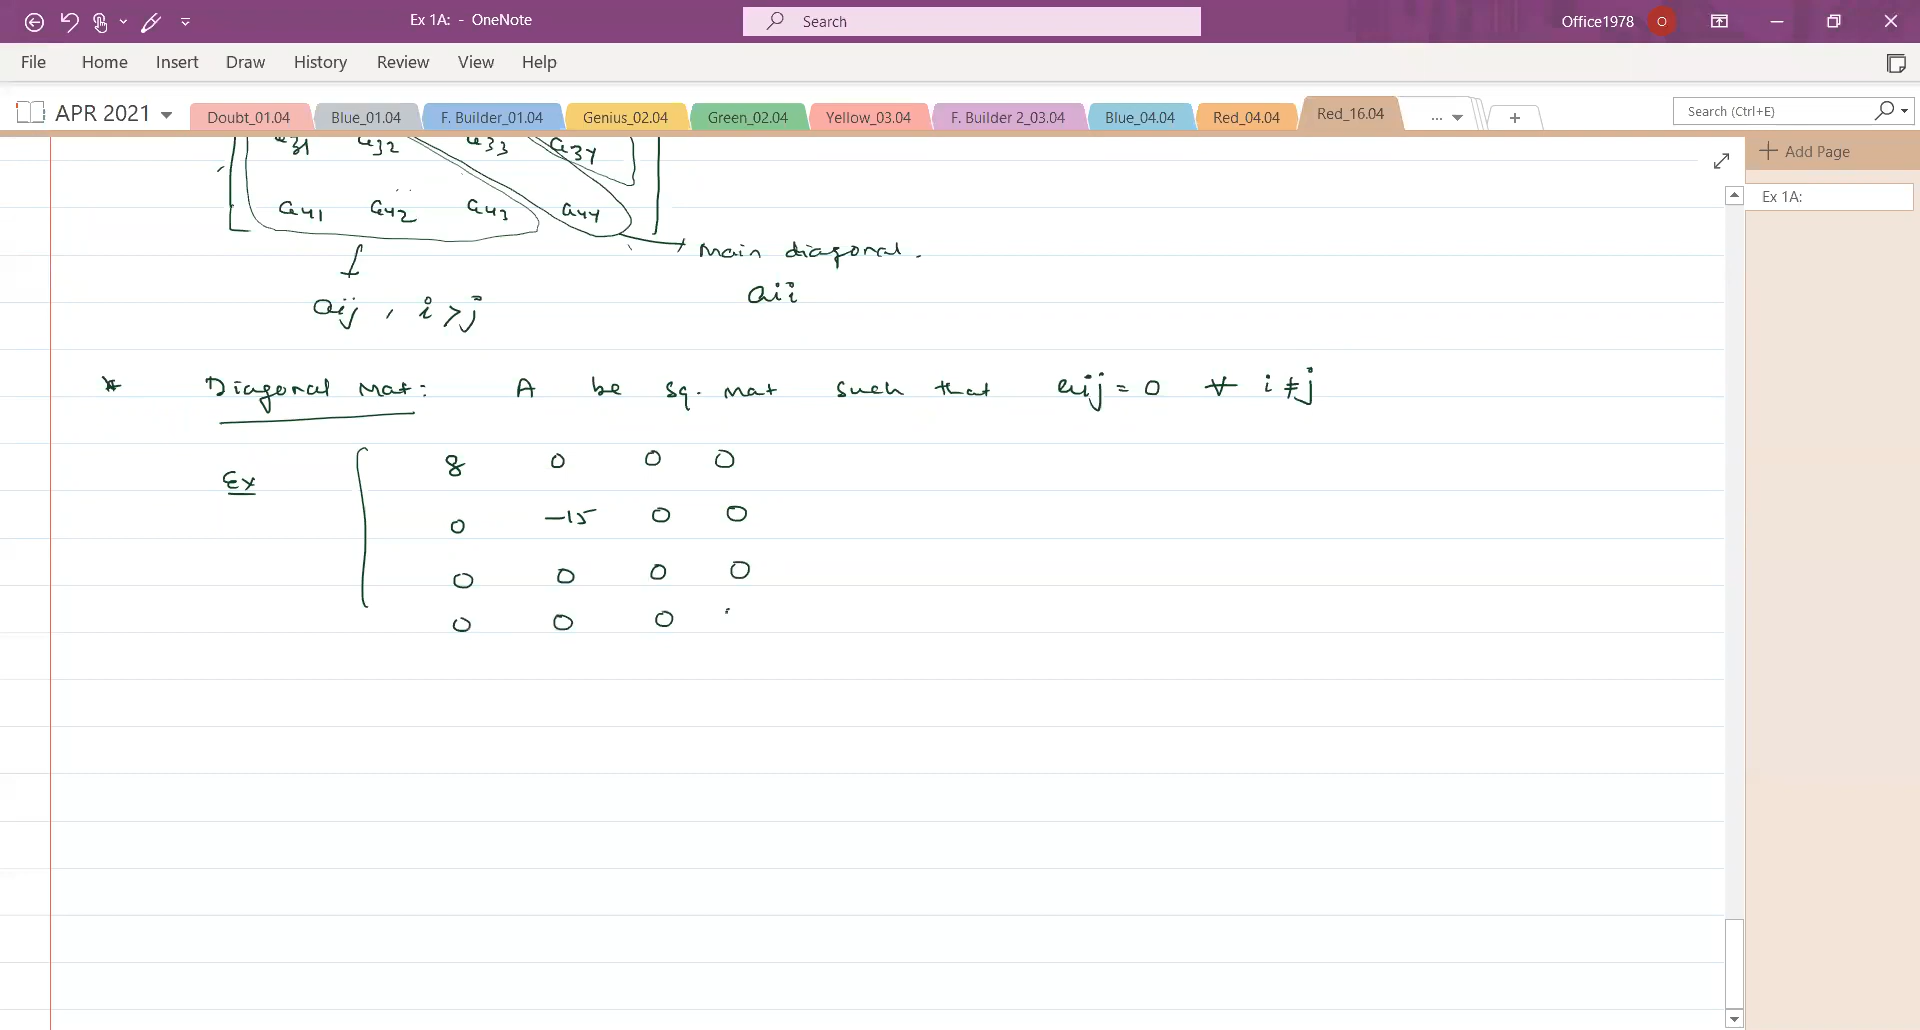 Ex 1A: - OneNote
Search
Office1978
O
File Home Insert Draw History Review View Help
APR 2021
Doubt_01.04
Blue_01.04
F. Builder_01.04
Genius_02.04
Green_02.04
Yellow_03.04
F. Builder 2_03.04
Blue_04.04
Red_04.04
Red_16.04
...
+
Search (Ctrl+E)
+ Add Page
Ex 1A:
a31 a32 a33 a34
a41 a42 a43 a44
Main diagonal.
aii
aij , i > j
* Diagonal Mat: A be sq. mat such that aij = 0 ∀ i ≠ j
Ex
8 0 0 0
0 -15 0 0
0 0 0 0
0 0 0